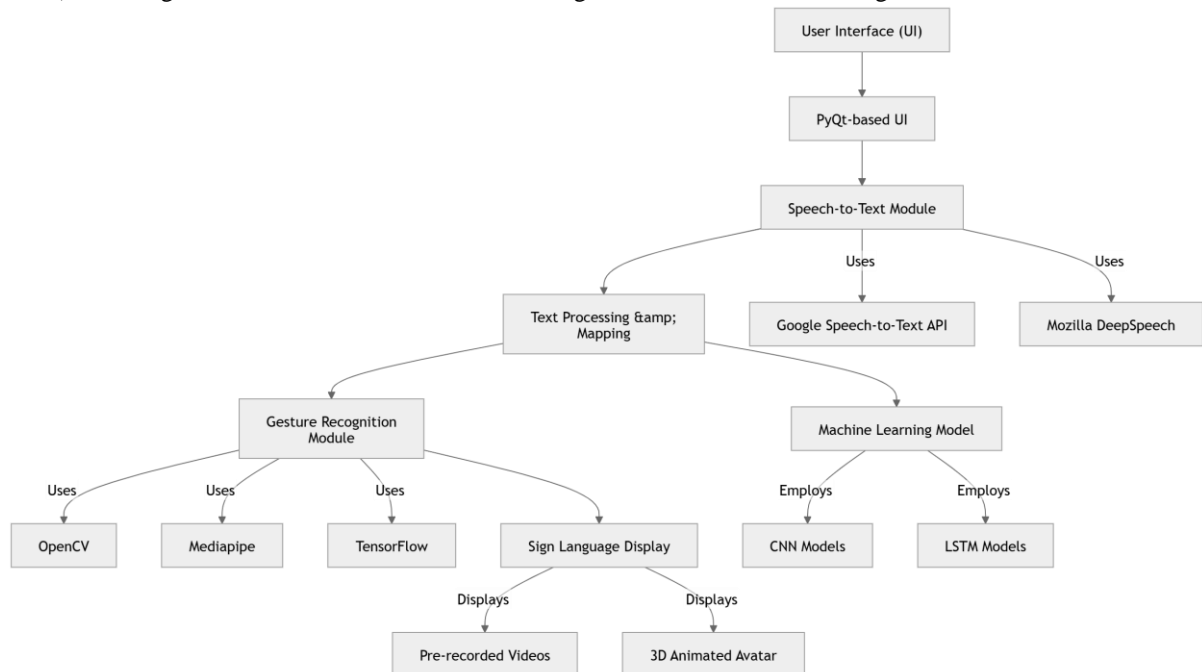 User Interface (UI)
PyQt-based UI
Speech-to-Text Module
Uses
Uses
Text Processing &amp;
Mapping
Google Speech-to-Text API
Mozilla DeepSpeech
Gesture Recognition
Module
Machine Learning Model
Uses
Uses
Uses
Employs
Employs
OpenCV
Mediapipe
TensorFlow
Sign Language Display
CNN Models
LSTM Models
Displays
Displays
Pre-recorded Videos
3D Animated Avatar